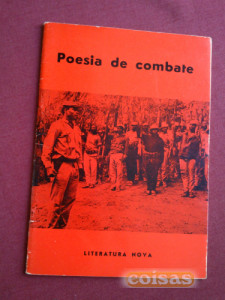 Poesia de combate
LITERATURA NOVA
coisas